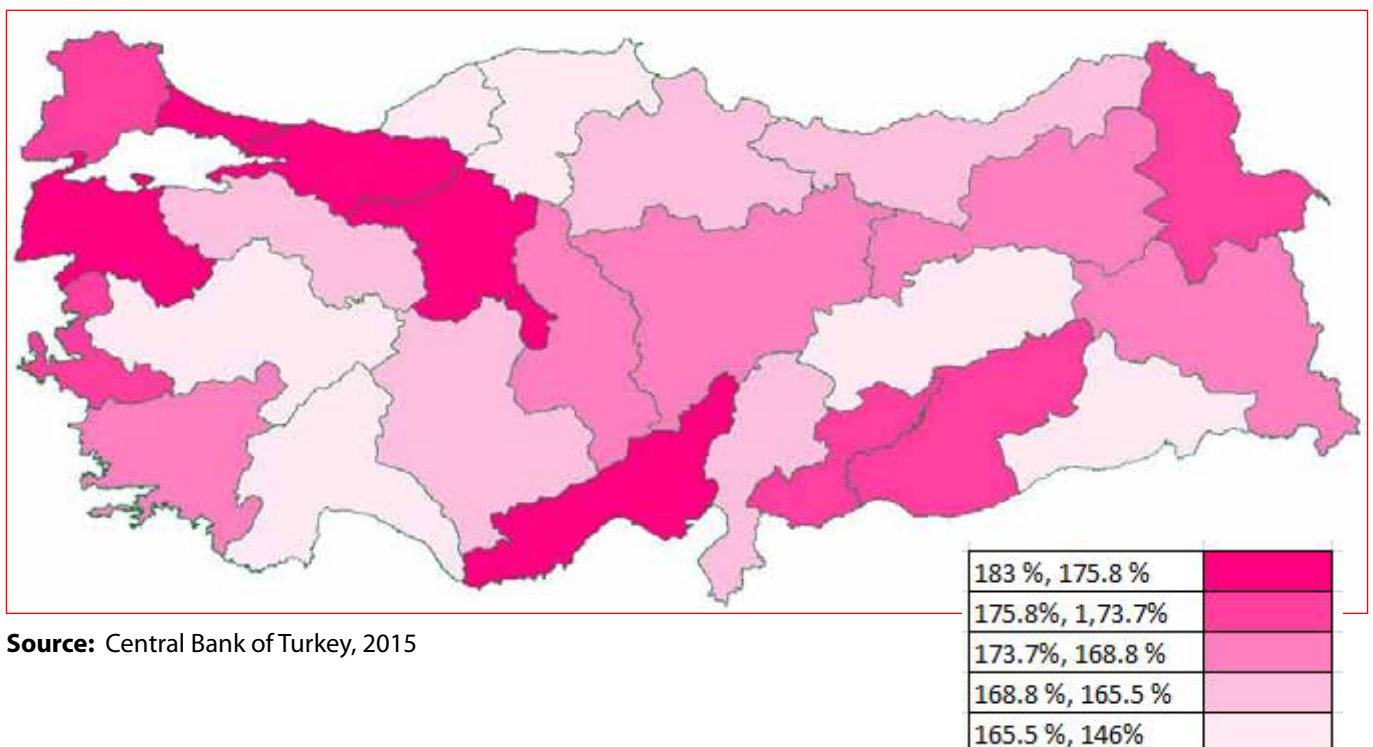 183 %, 175.8 %
175.8%, 1,73.7%
173.7%, 168.8 %
168.8 %, 165.5 %
165.5 %, 146%
Source: Central Bank of Turkey, 2015